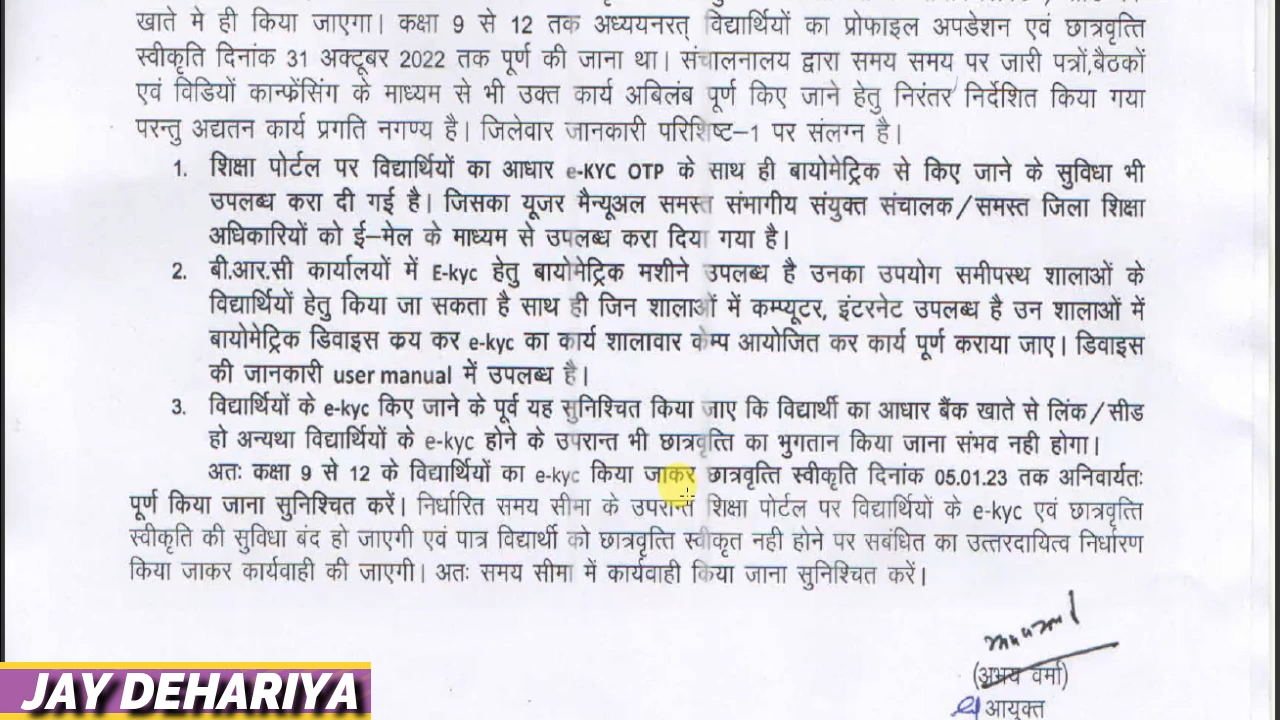 खाते मे ही किया जाएगा। कक्षा 9 से 12 तक अध्ययनरत् विद्यार्थियों का प्रोफाइल अपडेशन एवं छात्रवृत्ति
स्वीकृति दिनांक 31 अक्टूबर 2022 तक पूर्ण की जाना था। संचालनालय द्वारा समय समय पर जारी पत्रों,बैठकों
एवं विडियों कान्फ्रेंसिंग के माध्यम से भी उक्त कार्य अबिलंब पूर्ण किए जाने हेतु निरंतर निर्देशित किया गया
परन्तु अद्यतन कार्य प्रगति नगण्य है। जिलेवार जानकारी परिशिष्ट–1 पर संलग्न है।
1. शिक्षा पोर्टल पर विद्यार्थियों का आधार e-KYC OTP के साथ ही बायोमेट्रिक से किए जाने के सुविधा भी
उपलब्ध करा दी गई है। जिसका यूजर मैन्यूअल समस्त संभागीय संयुक्त संचालक/समस्त जिला शिक्षा
अधिकारियों को ई–मेल के माध्यम से उपलब्ध करा दिया गया है।
2. बी.आर.सी कार्यालयों में E-kyc हेतु बायोमेट्रिक मशीने उपलब्ध है उनका उपयोग समीपस्थ शालाओं के
विद्यार्थियों हेतु किया जा सकता है साथ ही जिन शालाओं में कम्प्यूटर, इंटरनेट उपलब्ध है उन शालाओं में
बायोमेट्रिक डिवाइस क्रय कर e-kyc का कार्य शालावार केम्प आयोजित कर कार्य पूर्ण कराया जाए। डिवाइस
की जानकारी user manual में उपलब्ध है।
3. विद्यार्थियों के e-kyc किए जाने के पूर्व यह सुनिश्चित किया जाए कि विद्यार्थी का आधार बैंक खाते से लिंक/सीड
हो अन्यथा विद्यार्थियों के e-kyc होने के उपरान्त भी छात्रवृत्ति का भुगतान किया जाना संभव नही होगा।
अतः कक्षा 9 से 12 के विद्यार्थियों का e-kyc किया जाकर छात्रवृत्ति स्वीकृति दिनांक 05.01.23 तक अनिवार्यतः
पूर्ण किया जाना सुनिश्चित करें। निर्धारित समय सीमा के उपरान्त शिक्षा पोर्टल पर विद्यार्थियों के e-kyc एवं छात्रवृत्ति
स्वीकृति की सुविधा बंद हो जाएगी एवं पात्र विद्यार्थी को छात्रवृत्ति स्वीकृत नही होने पर सबंधित का उत्तरदायित्व निर्धारण
किया जाकर कार्यवाही की जाएगी। अतः समय सीमा में कार्यवाही किया जाना सुनिश्चित करें।
(अभय वर्मा)
आयुक्त
JAY DEHARIYA